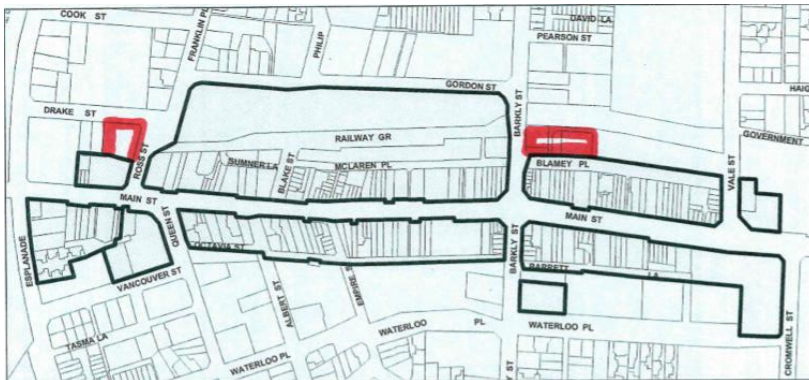 COOK ST
FRANKLIN PL
PHILIP
DAVID LA
PEARSON ST
GORDON ST
BARKLY ST
HAIG
DRAKE ST
ROSS ST
RAILWAY GR
GOVERNMENT
SUMNER LA
BLAKE ST
MCLAREN PL
BLAMEY PL
VALE ST
MAIN ST
MAIN ST
ESPLANADE
QUEEN ST
OCTAVIA ST
BARKLY ST
BARRETT LA
VANCOUVER ST
ALBERT ST
EMPIRE S
TASMA LA
WATERLOO PL
WATERLOO PL
WATERLOO PL
Y ST
CROMWELL ST